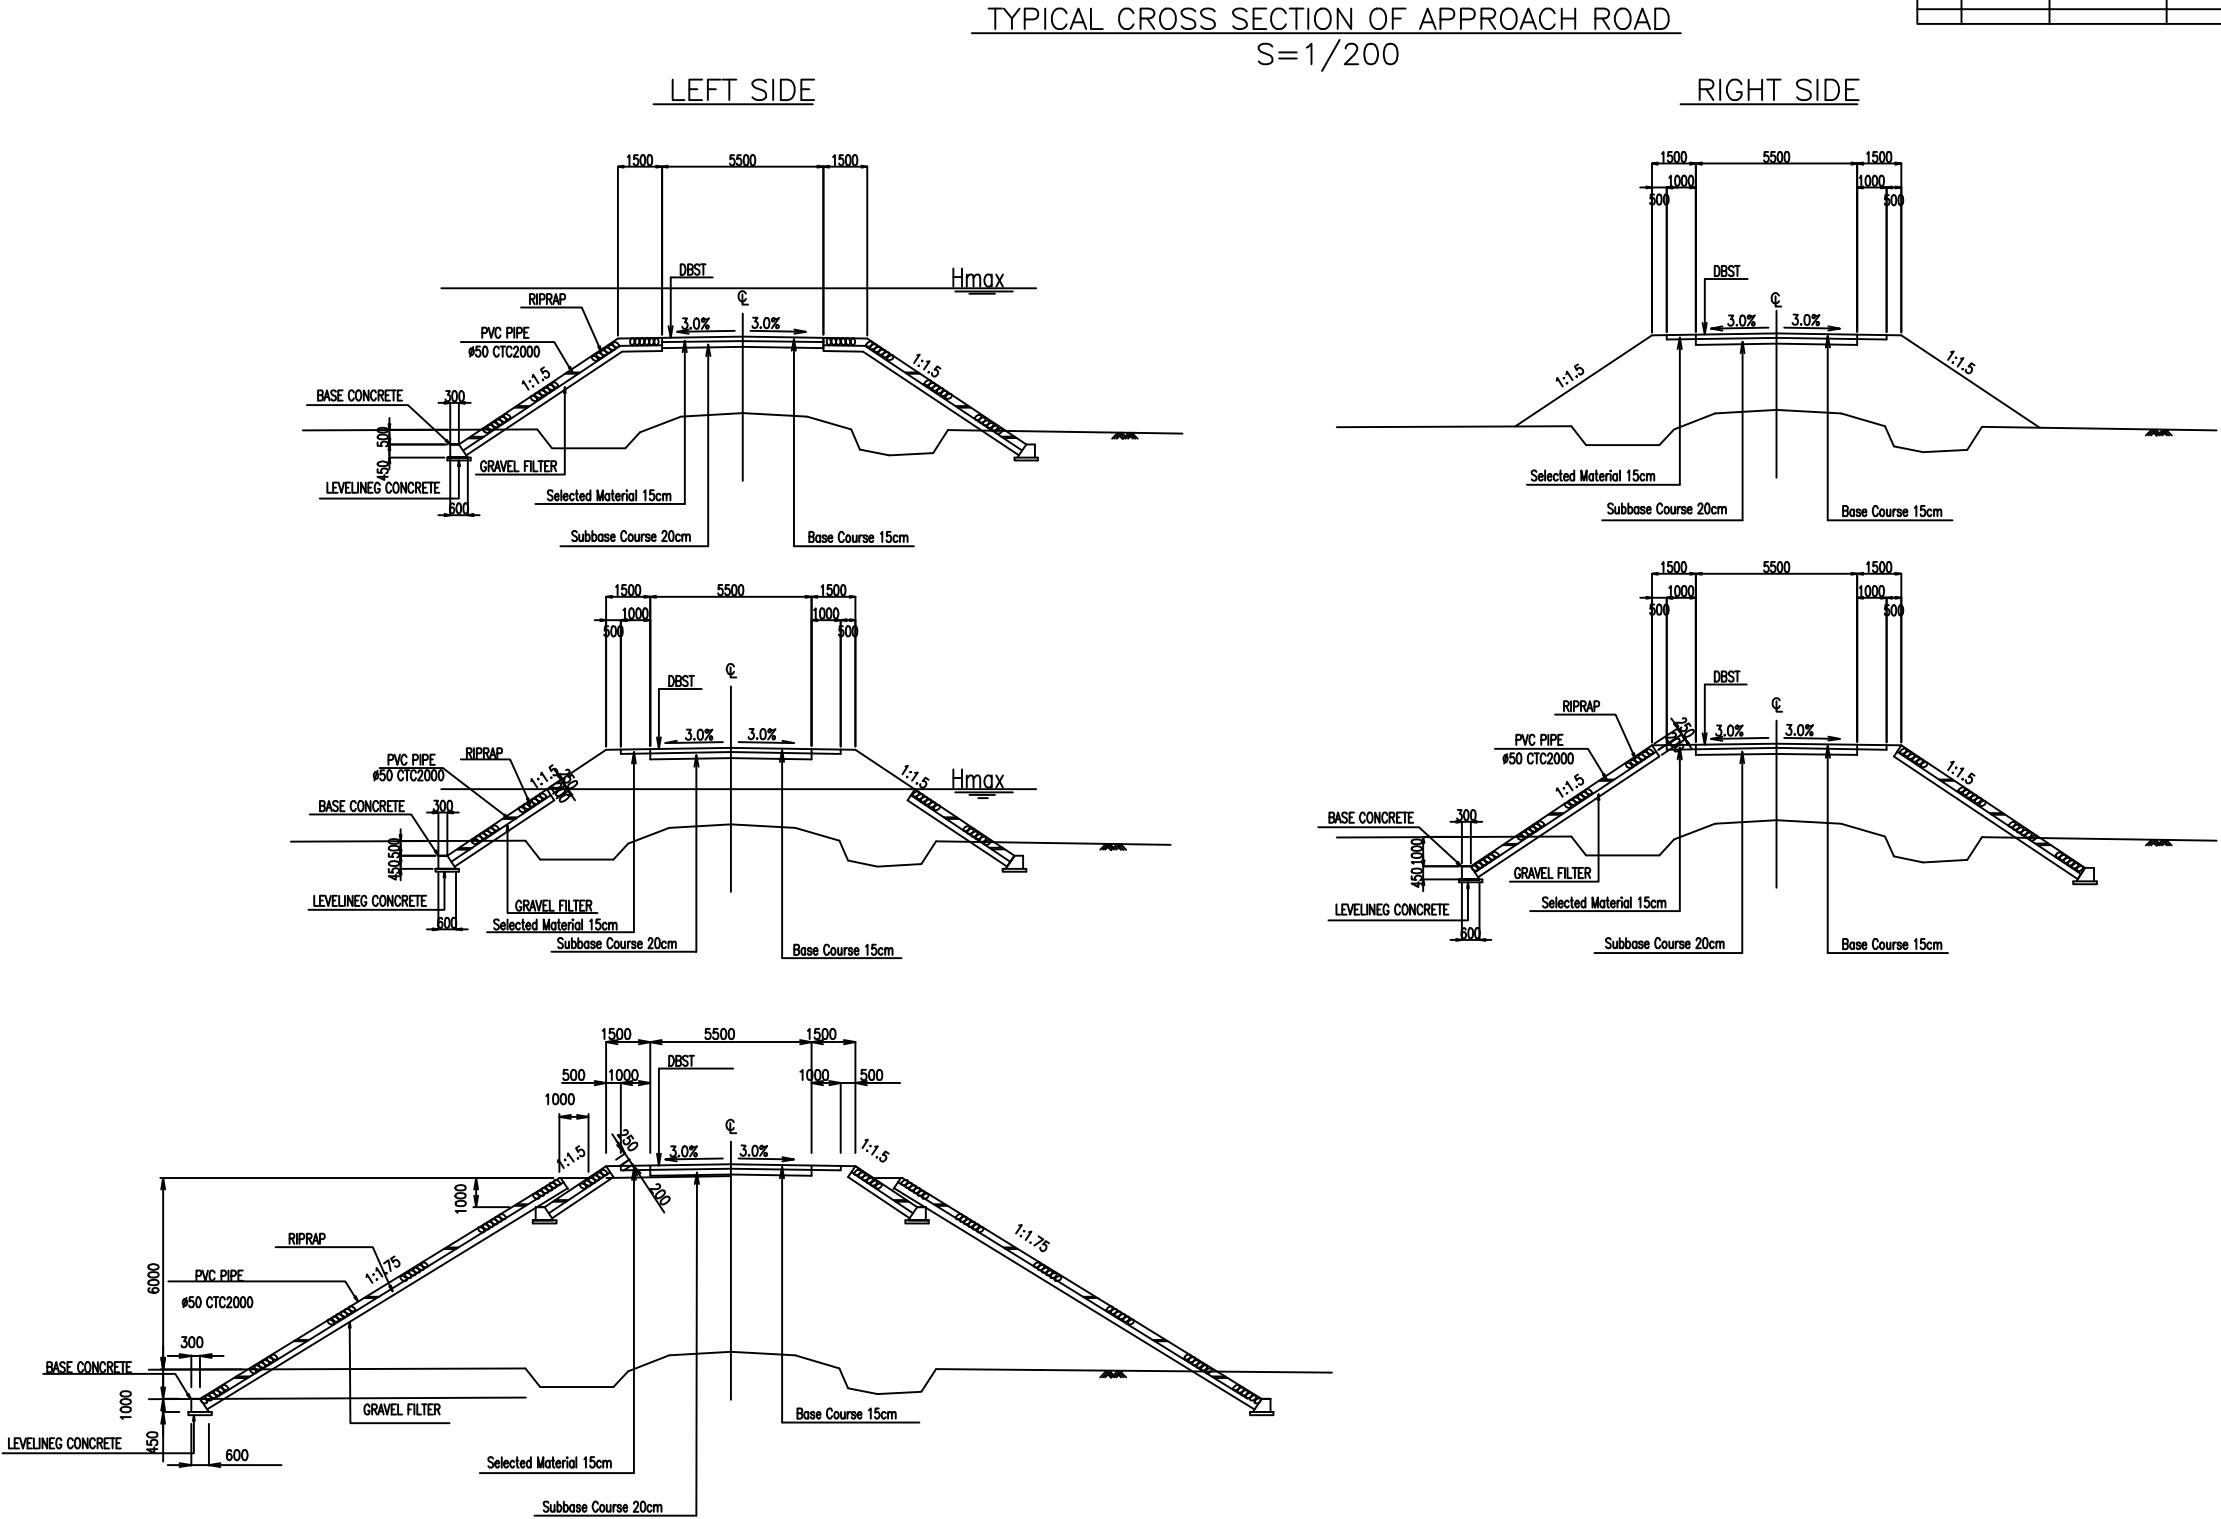 TYPICAL CROSS SECTION OF APPROACH ROAD
S=1/200
LEFT SIDE
1500 5500 1500
DBST
Hmax
RIPRAP
℄
PVC PIPE
3.0% 3.0%
ø50 CTC2000
1:1.5 1:1.5
BASE CONCRETE
300
500
450
GRAVEL FILTER
LEVELINEG CONCRETE
Selected Material 15cm
600
Subbase Course 20cm
Base Course 15cm
RIGHT SIDE
1500 5500 1500
1000 1000
500 500
DBST
℄
3.0% 3.0%
1:1.5 1:1.5
Selected Material 15cm
Subbase Course 20cm
Base Course 15cm
1500 5500 1500
1000 1000
500 500
℄
DBST
3.0% 3.0%
RIPRAP
PVC PIPE
ø50 CTC2000
1:1.5 1:1.5
Hmax
BASE CONCRETE
300
500
450
LEVELINEG CONCRETE
GRAVEL FILTER
600
Selected Material 15cm
Subbase Course 20cm
Base Course 15cm
1500 5500 1500
1000 1000
500 500
DBST
RIPRAP
℄
250
3.0% 3.0%
PVC PIPE
ø50 CTC2000
1:1.5 1:1.5
BASE CONCRETE
300
1000
450
GRAVEL FILTER
LEVELINEG CONCRETE
Selected Material 15cm
600
Subbase Course 20cm
Base Course 15cm
1500 5500 1500
DBST
500 1000 1000 500
1000
℄
250
3.0% 3.0%
1:1.5 1:1.5
200
1000
RIPRAP
1:1.75 1:1.75
6000
PVC PIPE
ø50 CTC2000
300
BASE CONCRETE
1000
GRAVEL FILTER
Base Course 15cm
450
LEVELINEG CONCRETE
600
Selected Material 15cm
Subbase Course 20cm